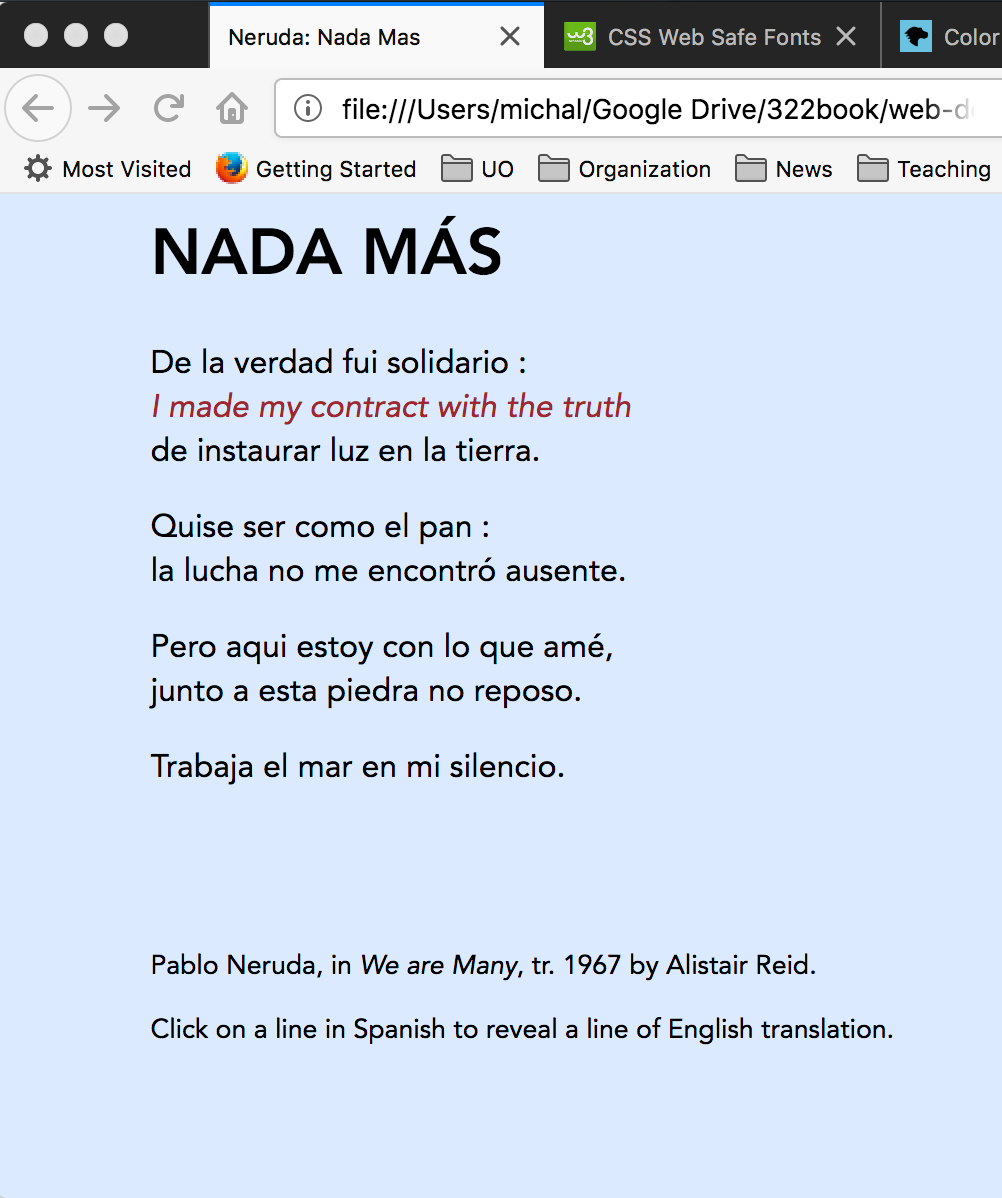 Neruda: Nada Mas
CSS Web Safe Fonts
Color
file:///Users/michal/Google Drive/322book/web-d
Most Visited
Getting Started
UO
Organization
News
Teaching
NADA MÁS
De la verdad fui solidario :
I made my contract with the truth
de instaurar luz en la tierra.
Quise ser como el pan :
la lucha no me encontró ausente.
Pero aqui estoy con lo que amé,
junto a esta piedra no reposo.
Trabaja el mar en mi silencio.
Pablo Neruda, in We are Many, tr. 1967 by Alistair Reid.
Click on a line in Spanish to reveal a line of English translation.